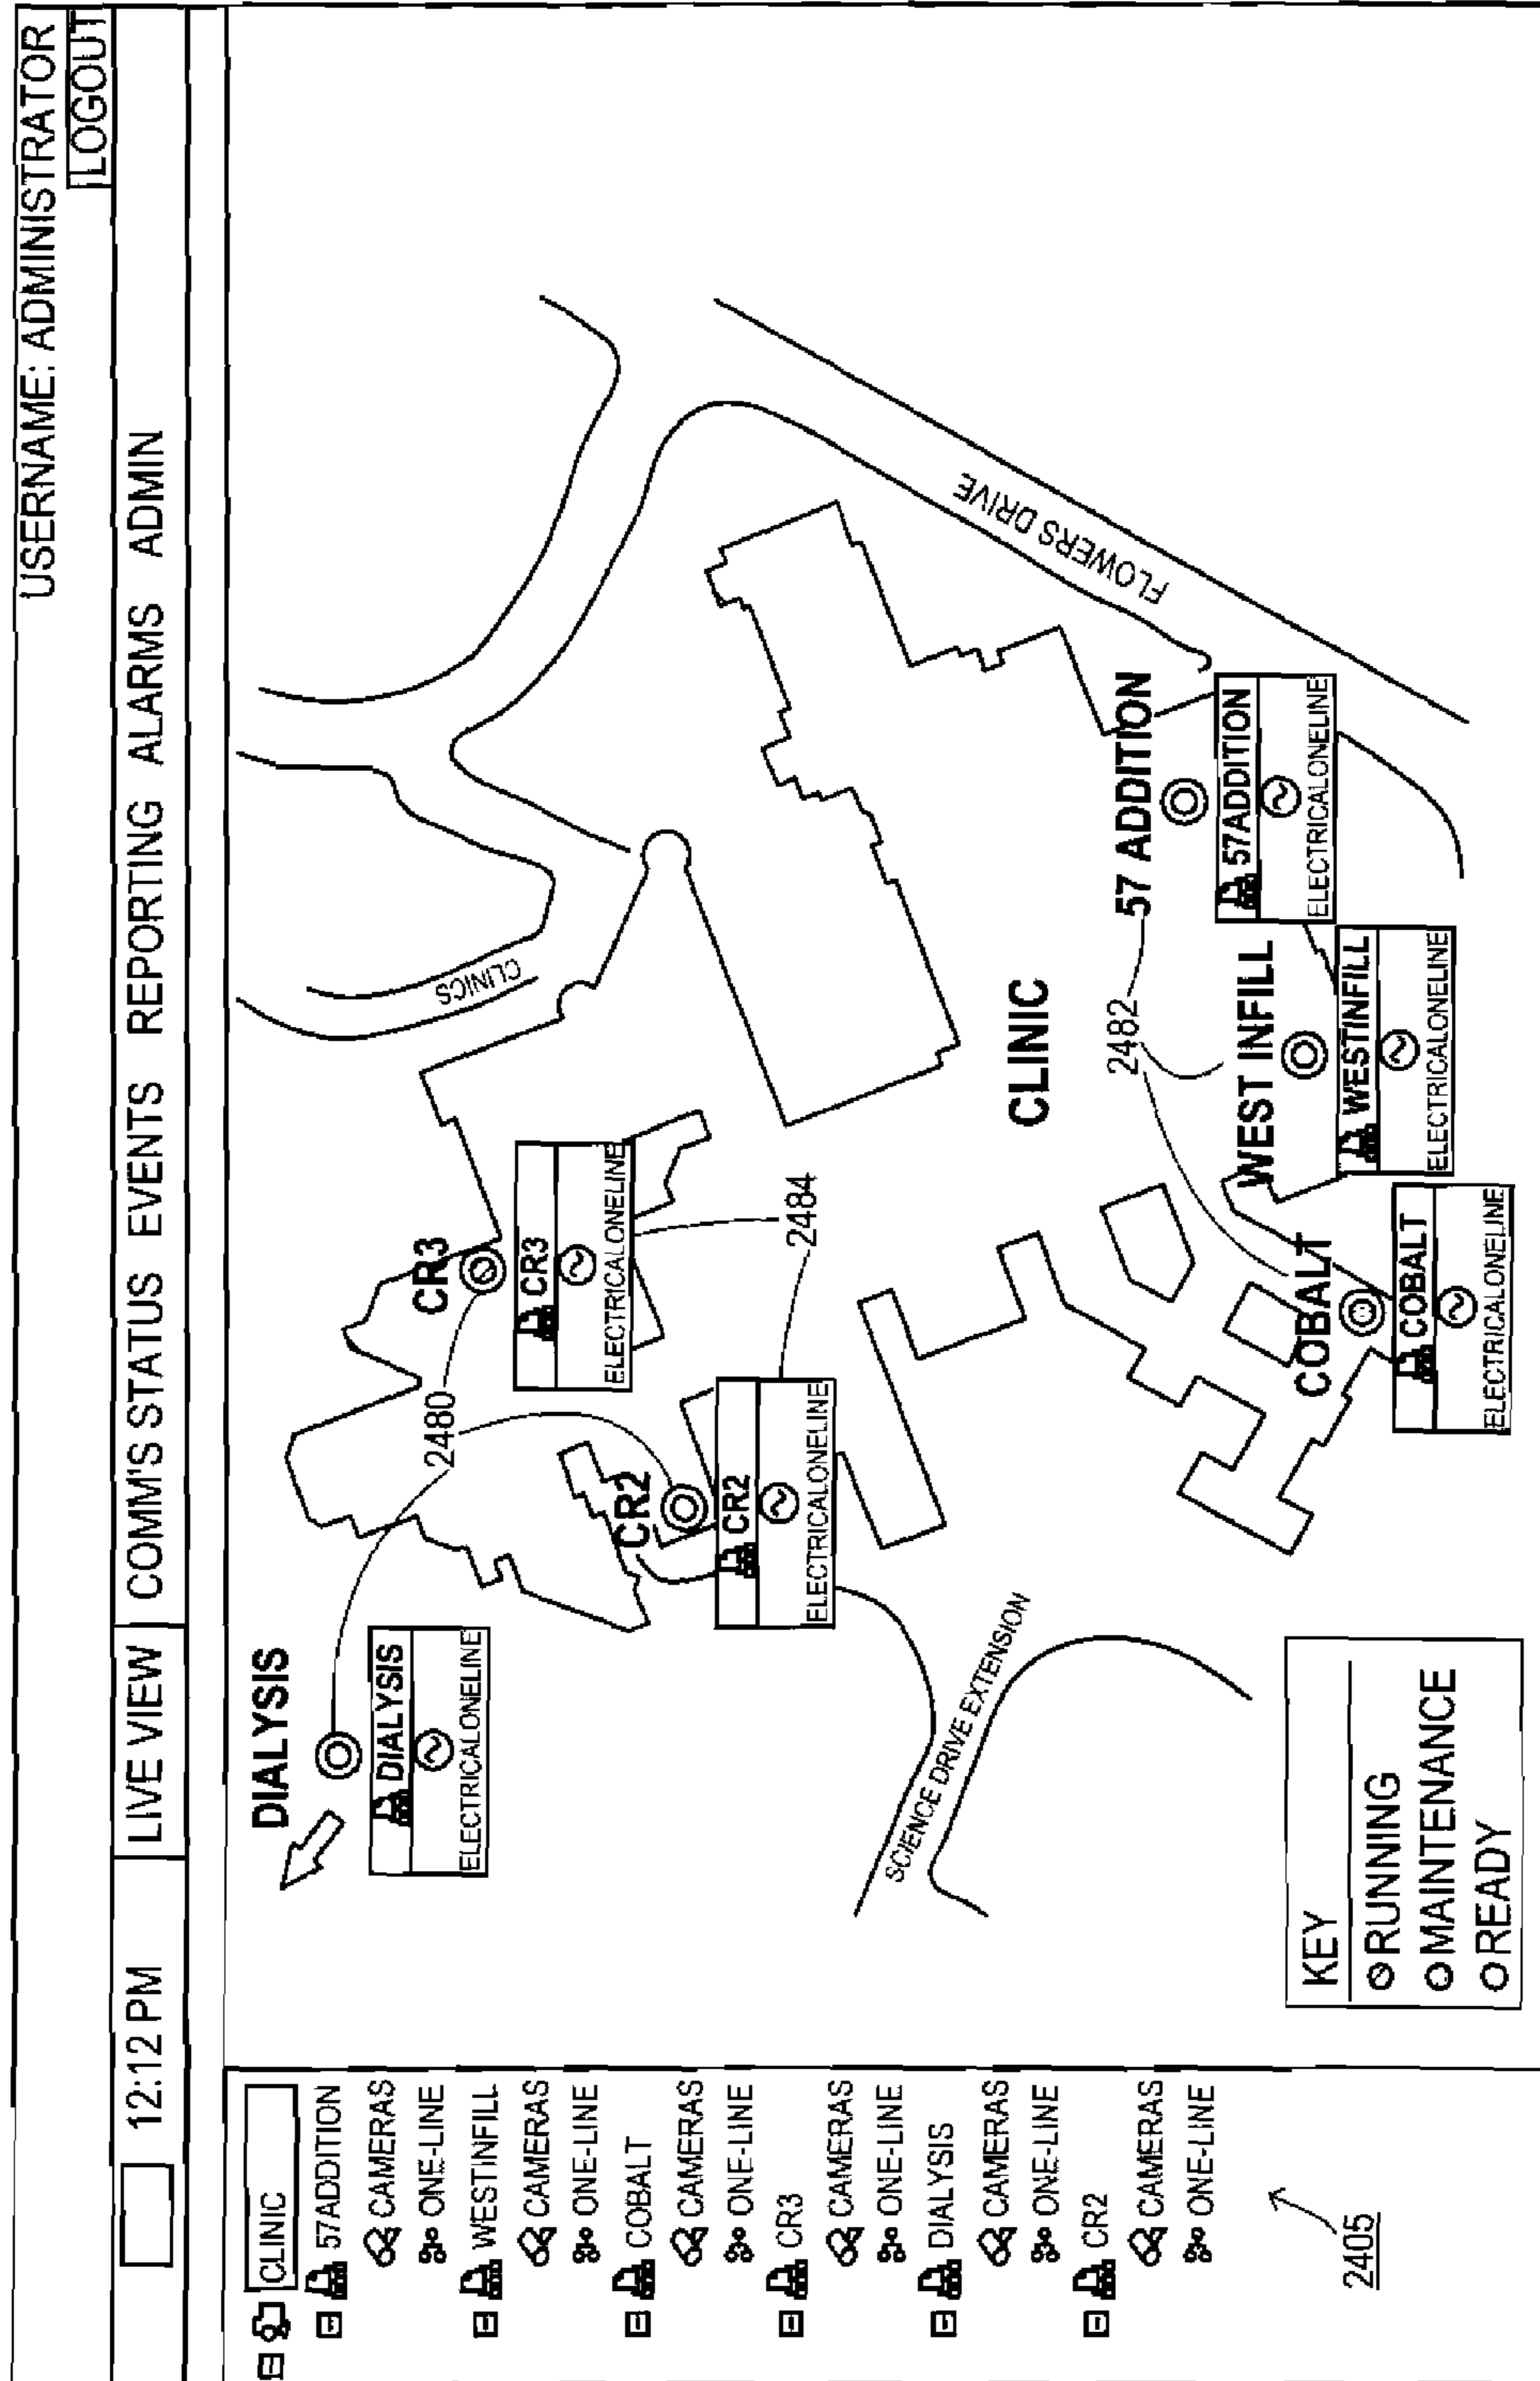 USERNAME: ADMINISTRATOR
LOGOUT
12:12 PM
LIVE VIEW
COMM'S STATUS EVENTS REPORTING ALARMS ADMIN
CLINIC
57ADDITION
CAMERAS
ONE-LINE
WESTINFILL
CAMERAS
ONE-LINE
COBALT
CAMERAS
ONE-LINE
CR3
CAMERAS
ONE-LINE
DIALYSIS
CAMERAS
ONE-LINE
CR2
CAMERAS
ONE-LINE
2405
DIALYSIS
DIALYSIS
ELECTRICALONELINE
2480
CR3
CR3
ELECTRICALONELINE
CLINICS
CR2
CR2
ELECTRICALONELINE
2484
SCIENCE DRIVE EXTENSION
FLOWERS DRIVE
CLINIC
2482
57 ADDITION
57ADDITION
ELECTRICALONELINE
WEST INFILL
WESTINFILL
ELECTRICALONELINE
COBALT
COBALT
ELECTRICALONELINE
KEY
RUNNING
MAINTENANCE
READY